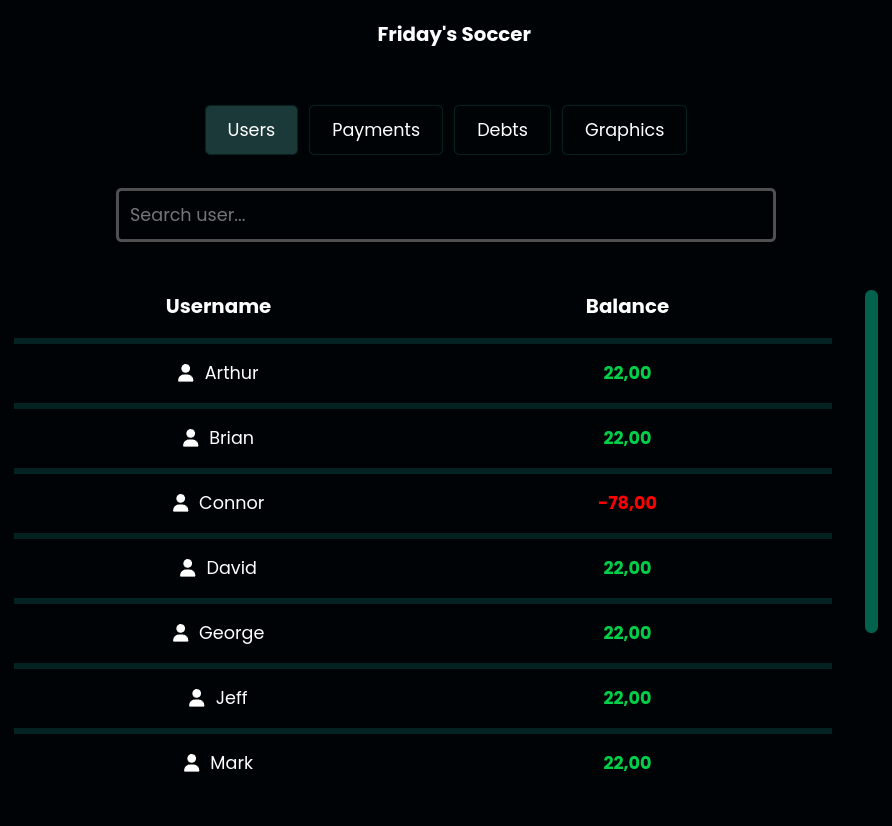 Friday's Soccer
Users Payments Debts Graphics
Search user...
Username Balance
Arthur 22,00
Brian 22,00
Connor -78,00
David 22,00
George 22,00
Jeff 22,00
Mark 22,00